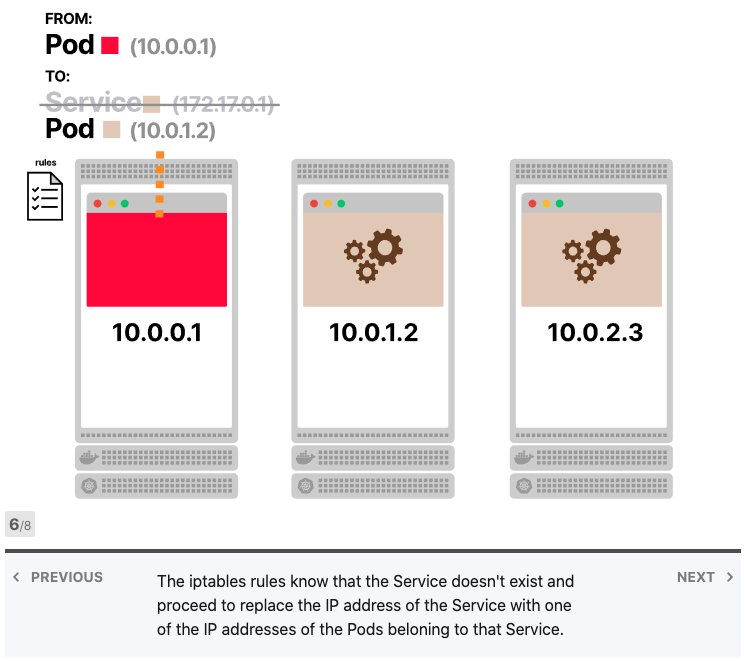 FROM:
Pod (10.0.0.1)
TO:
Service (172.17.0.1)
Pod (10.0.1.2)
rules
10.0.0.1
10.0.1.2
10.0.2.3
6/8
PREVIOUS
The iptables rules know that the Service doesn't exist and
proceed to replace the IP address of the Service with one
of the IP addresses of the Pods beloning to that Service.
NEXT